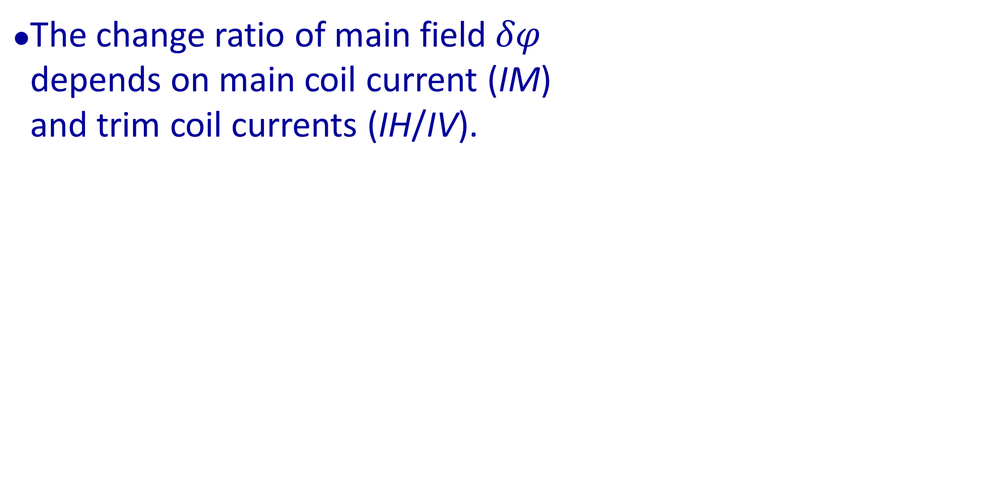 •The change ratio of main field 𝛿𝜑
depends on main coil current (IM)
and trim coil currents (IH/IV).